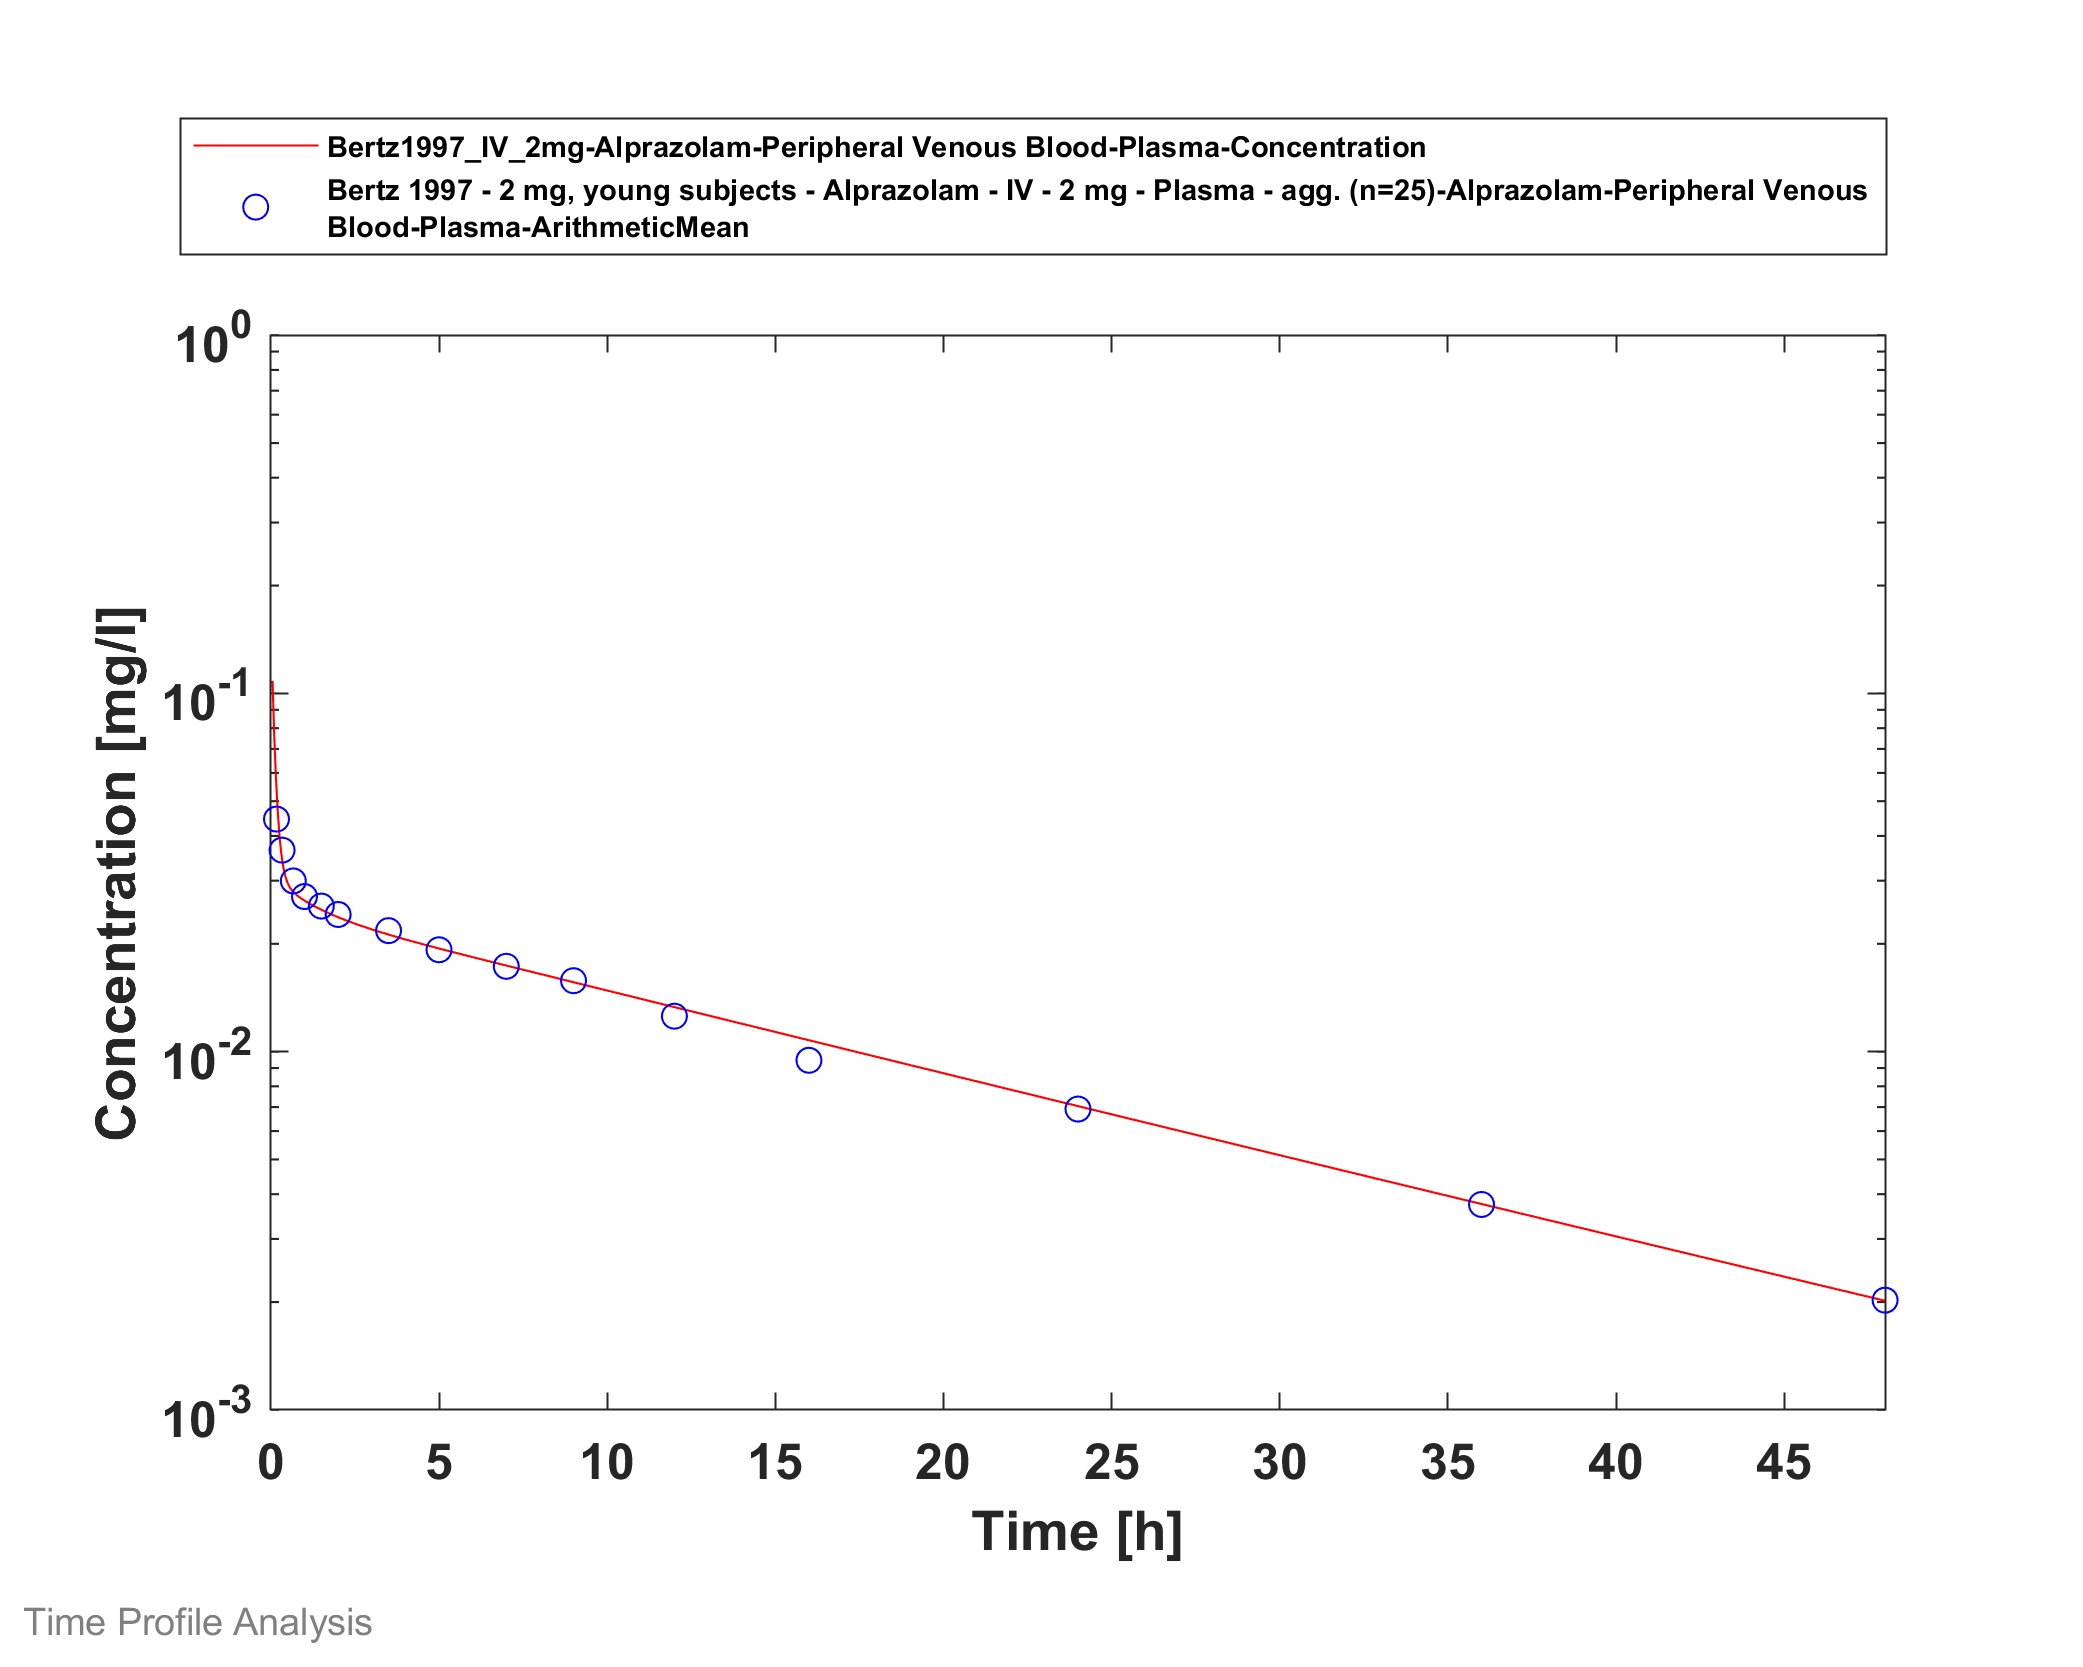 Bertz1997_IV_2mg-Alprazolam-Peripheral Venous Blood-Plasma-Concentration
Bertz 1997 - 2 mg, young subjects - Alprazolam - IV - 2 mg - Plasma - agg. (n=25)-Alprazolam-Peripheral Venous
Blood-Plasma-ArithmeticMean
10^0
10^-1
10^-2
10^-3
Concentration [mg/l]
0 5 10 15 20 25 30 35 40 45
Time [h]
Time Profile Analysis